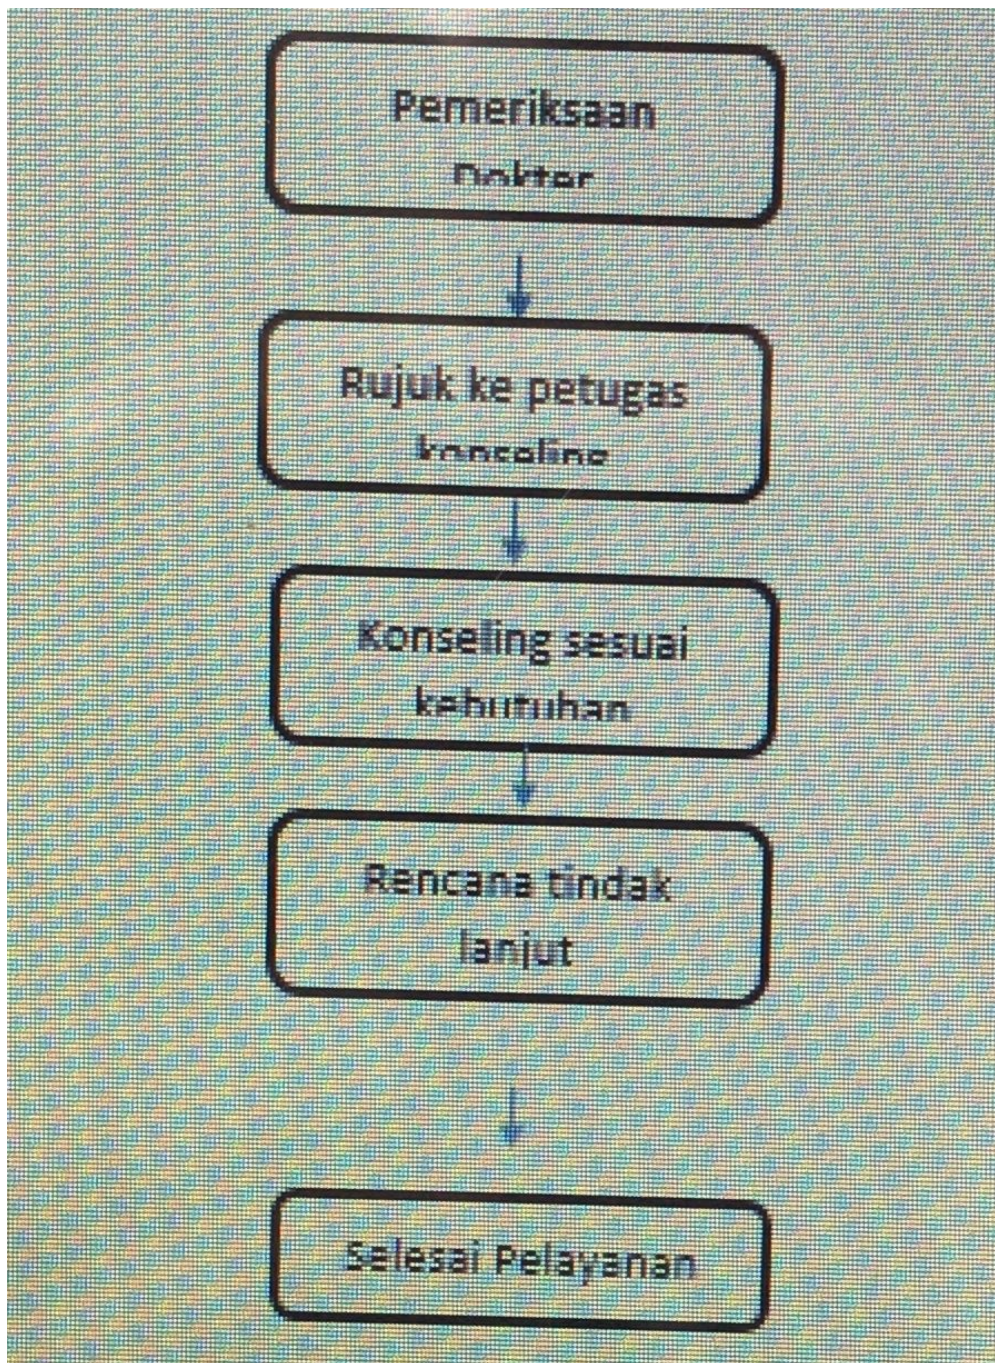 Pemeriksaan
Dokter
Rujuk ke petugas
konseling
Konseling sesuai
kebutuhan
Rencana tindak
lanjut
Selesai Pelayanan